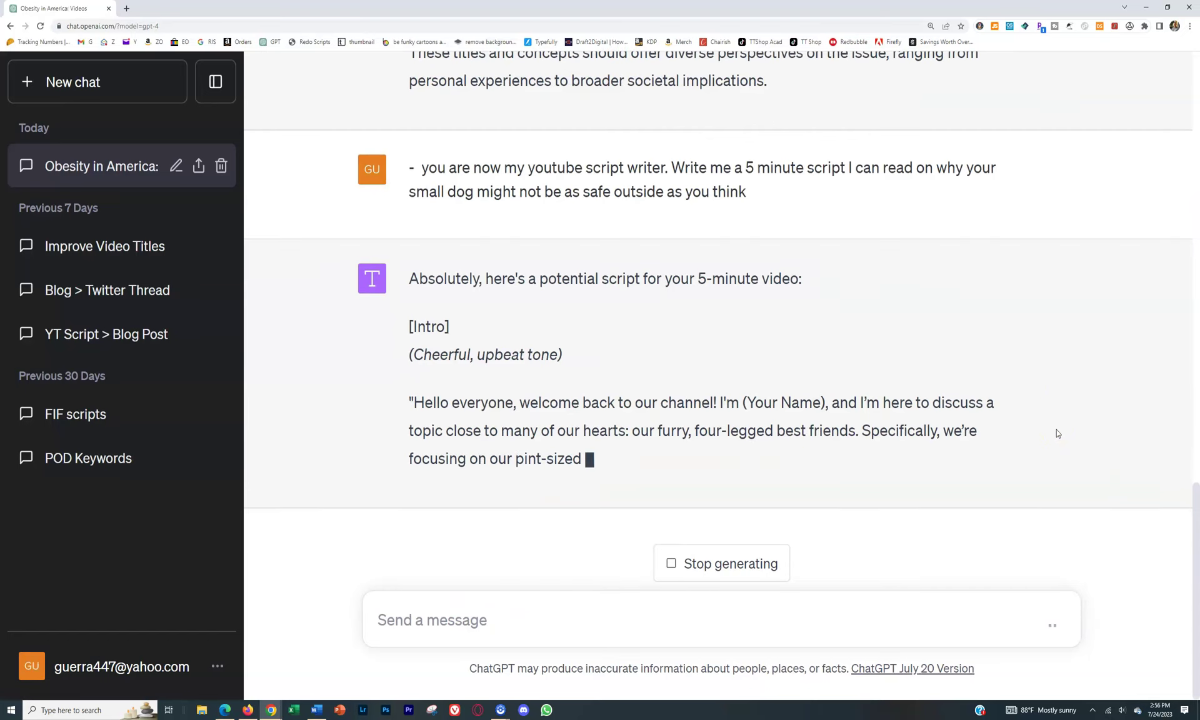 Obesity in America: Videos
chat.openai.com/?model=gpt-4
Tracking Numbers |... G Z Y ZO EO RIS Orders GPT Redo Scripts thumbnail be funky cartoons a... remove backgroun... Typefully Draft2Digital | How... KDP Merch Chairish TTShop Acad TT Shop Redbubble Firefly Savings Worth Over...
These titles and concepts should offer diverse perspectives on the issue, ranging from
personal experiences to broader societal implications.
+ New chat
Today
Obesity in America:
Previous 7 Days
Improve Video Titles
Blog > Twitter Thread
YT Script > Blog Post
Previous 30 Days
FIF scripts
POD Keywords
GU
guerra447@yahoo.com
GU
- you are now my youtube script writer. Write me a 5 minute script I can read on why your
small dog might not be as safe outside as you think
T
Absolutely, here's a potential script for your 5-minute video:
[Intro]
(Cheerful, upbeat tone)
"Hello everyone, welcome back to our channel! I'm (Your Name), and I'm here to discuss a
topic close to many of our hearts: our furry, four-legged best friends. Specifically, we're
focusing on our pint-sized
Stop generating
Send a message
ChatGPT may produce inaccurate information about people, places, or facts. ChatGPT July 20 Version
Type here to search
88°F Mostly sunny
2:56 PM
7/24/2023